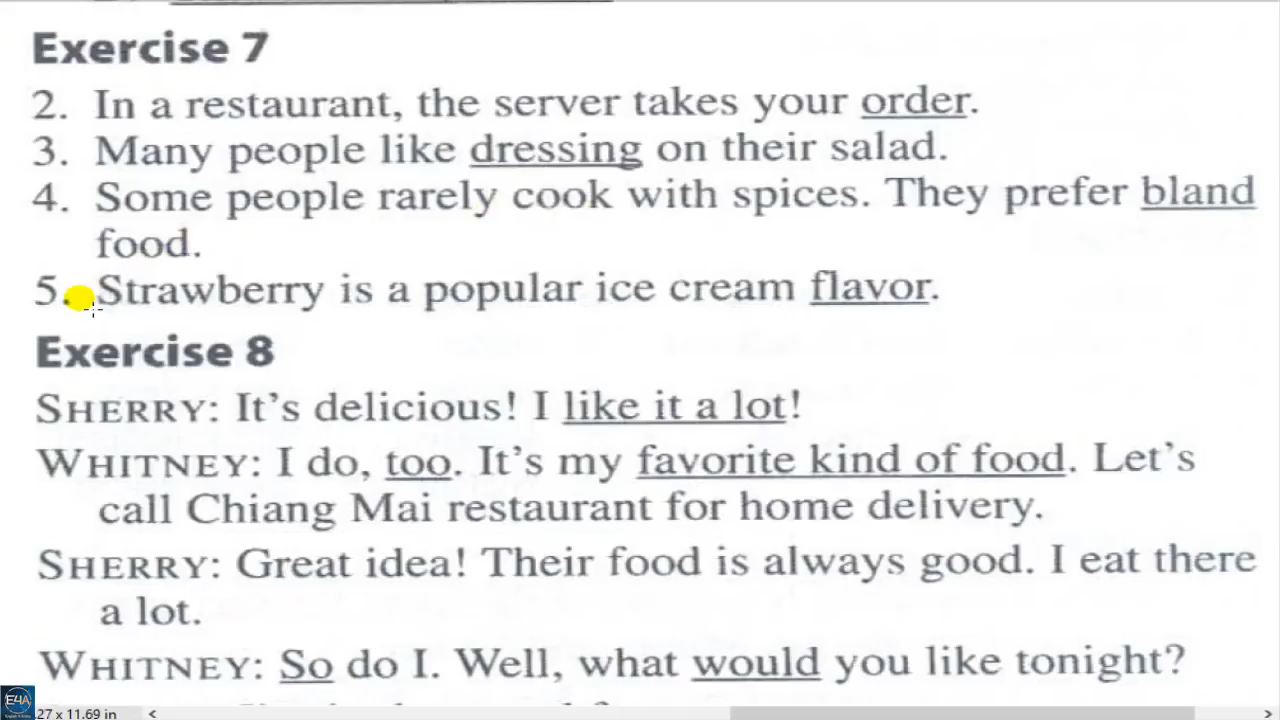 Exercise 7
2. In a restaurant, the server takes your order.
3. Many people like dressing on their salad.
4. Some people rarely cook with spices. They prefer bland
food.
5. Strawberry is a popular ice cream flavor.
Exercise 8
SHERRY: It's delicious! I like it a lot!
WHITNEY: I do, too. It's my favorite kind of food. Let's
call Chiang Mai restaurant for home delivery.
SHERRY: Great idea! Their food is always good. I eat there
a lot.
WHITNEY: So do I. Well, what would you like tonight?
E4A
27 x 11.69 in